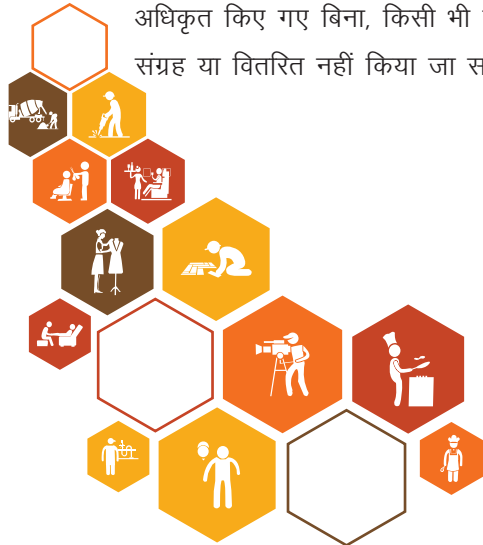 अधिकृत किए गए बिना, किसी भी
संग्रह या वितरित नहीं किया जा